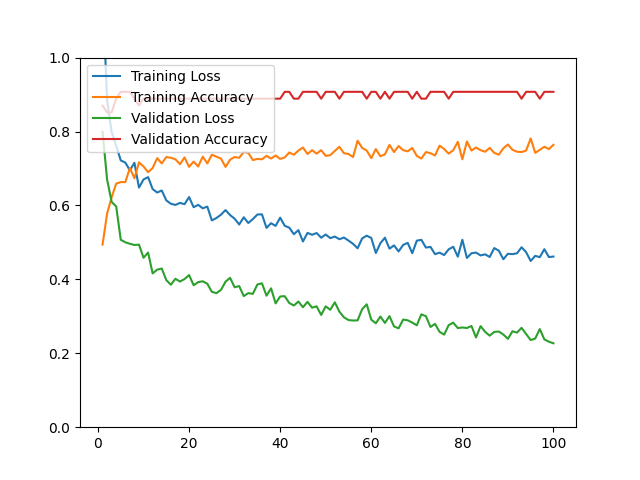 1.0
0.8
0.6
0.4
0.2
0.0
0 20 40 60 80 100
Training Loss
Training Accuracy
Validation Loss
Validation Accuracy